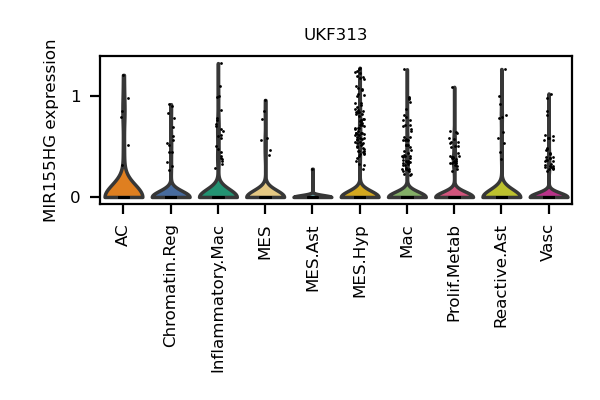 UKF313
MIR155HG expression
1
0
AC
Chromatin.Reg
Inflammatory.Mac
MES
MES.Ast
MES.Hyp
Mac
Prolif.Metab
Reactive.Ast
Vasc